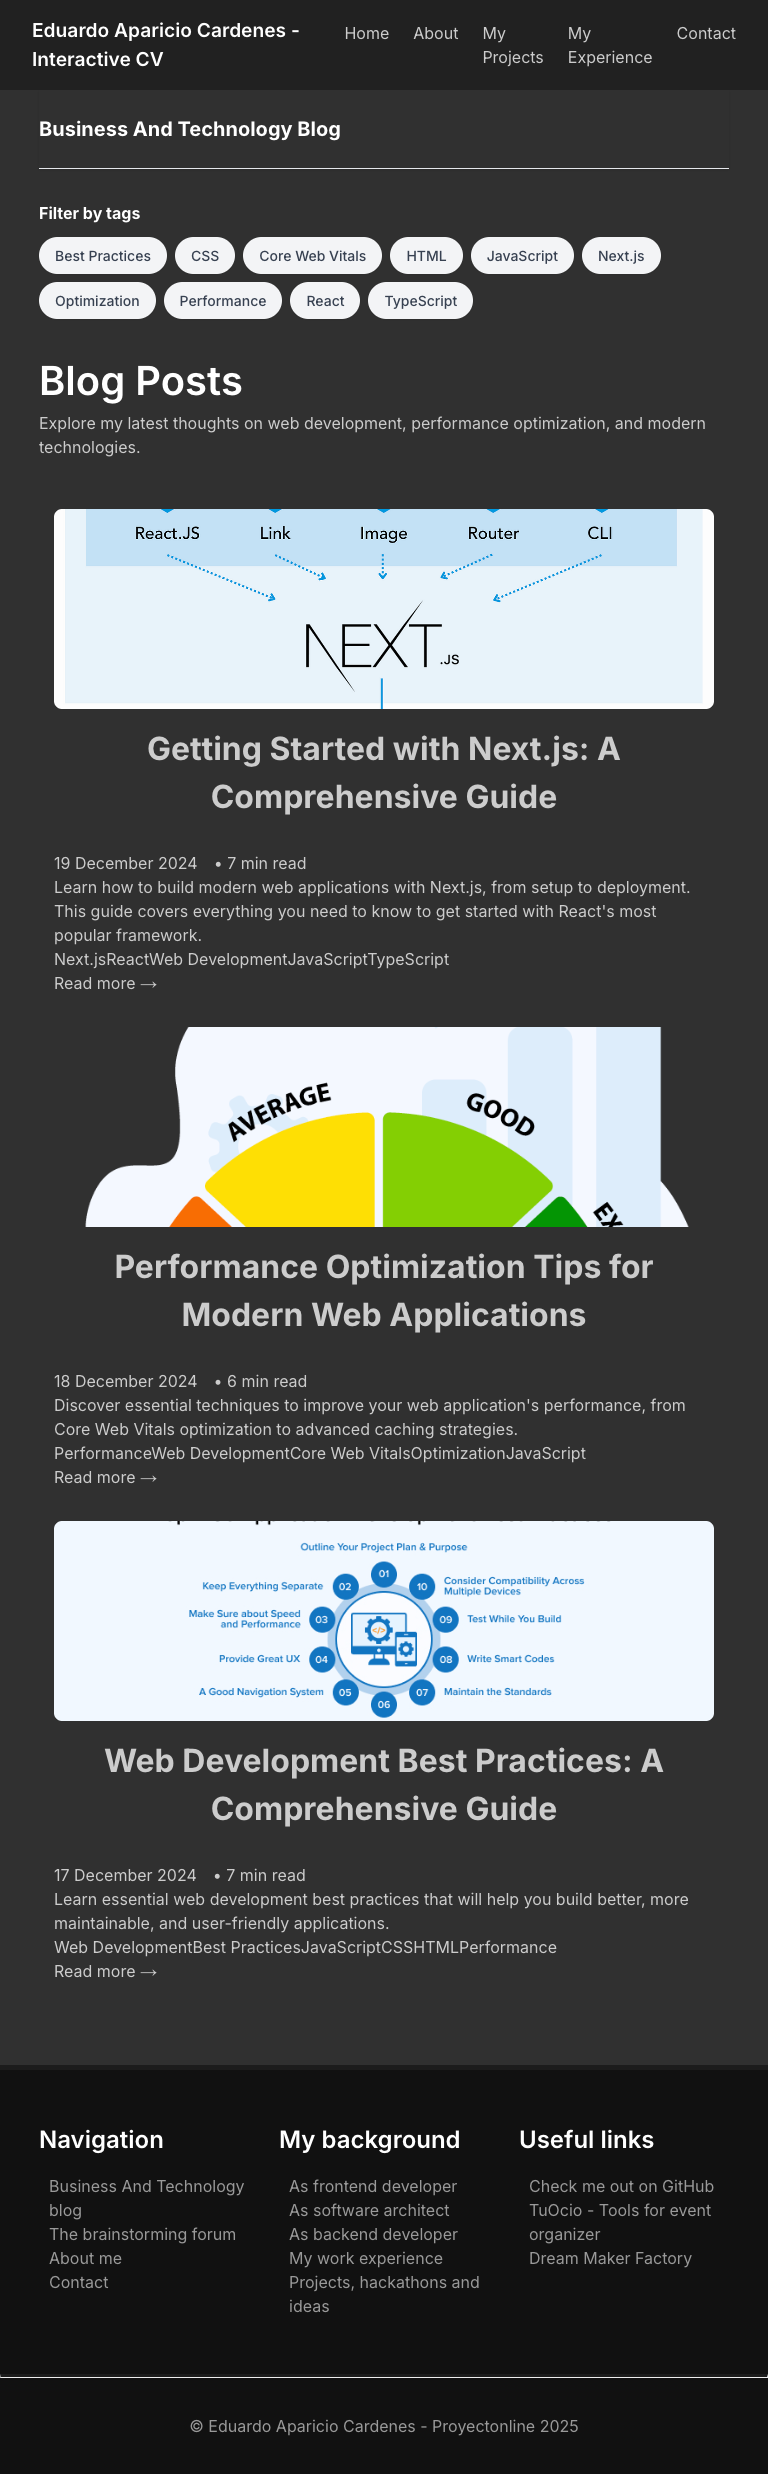 Eduardo Aparicio Cardenes -
Interactive CV
Home
About
My
Projects
My
Experience
Contact
Business And Technology Blog
Filter by tags
Best Practices
CSS
Core Web Vitals
HTML
JavaScript
Next.js
Optimization
Performance
React
TypeScript
Blog Posts
Explore my latest thoughts on web development, performance optimization, and modern
technologies.
React.JS
Link
Image
Router
CLI
NEXT.JS
Getting Started with Next.js: A
Comprehensive Guide
19 December 2024 • 7 min read
Learn how to build modern web applications with Next.js, from setup to deployment.
This guide covers everything you need to know to get started with React's most
popular framework.
Next.jsReactWeb DevelopmentJavaScriptTypeScript
Read more →
AVERAGE
GOOD
Performance Optimization Tips for
Modern Web Applications
18 December 2024 • 6 min read
Discover essential techniques to improve your web application's performance, from
Core Web Vitals optimization to advanced caching strategies.
PerformanceWeb DevelopmentCore Web VitalsOptimizationJavaScript
Read more →
Outline Your Project Plan & Purpose
01
Keep Everything Separate
02
10
Consider Compatibility Across
Multiple Devices
Make Sure about Speed
and Performance
03
09
Test While You Build
Provide Great UX
04
08
Write Smart Codes
A Good Navigation System
05
07
Maintain the Standards
06
Web Development Best Practices: A
Comprehensive Guide
17 December 2024 • 7 min read
Learn essential web development best practices that will help you build better, more
maintainable, and user-friendly applications.
Web DevelopmentBest PracticesJavaScriptCSSHTMLPerformance
Read more →
Navigation
Business And Technology
blog
The brainstorming forum
About me
Contact
My background
As frontend developer
As software architect
As backend developer
My work experience
Projects, hackathons and
ideas
Useful links
Check me out on GitHub
TuOcio - Tools for event
organizer
Dream Maker Factory
© Eduardo Aparicio Cardenes - Proyectonline 2025